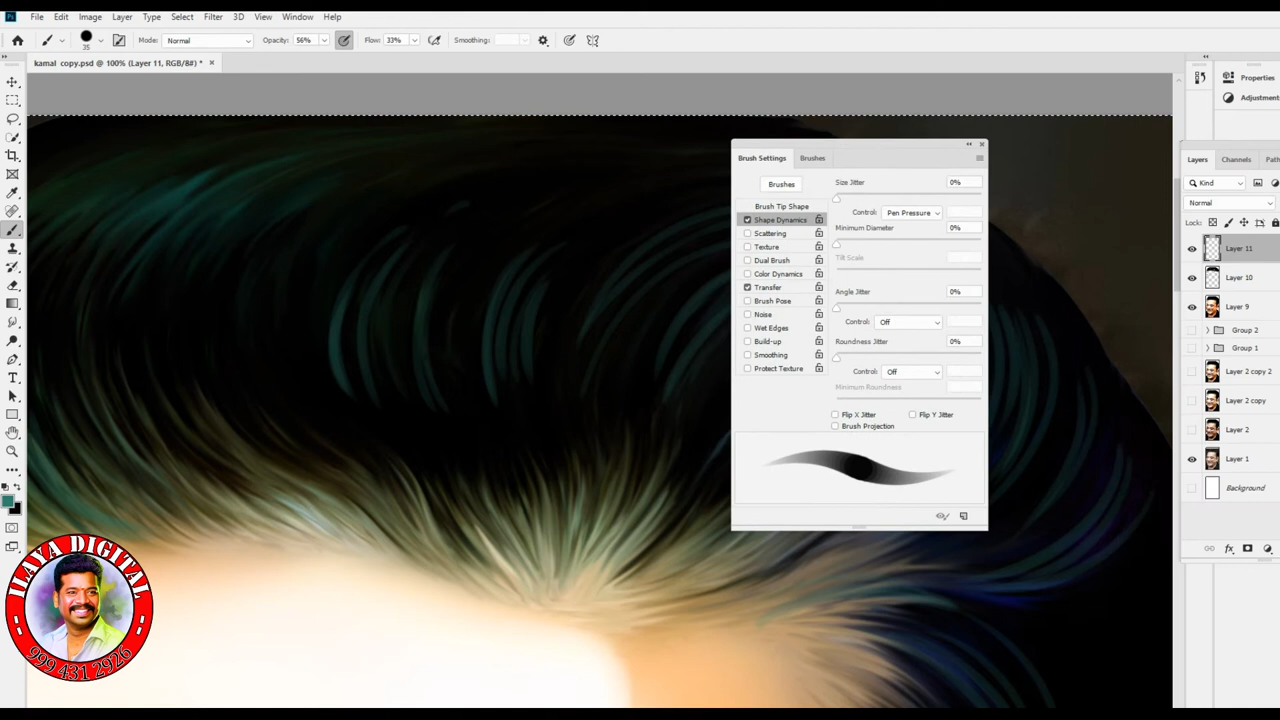 Ps File Edit Image Layer Type Select Filter 3D View Window Help
35 Mode: Normal Opacity: 56% Flow: 33% Smoothing:
kamal copy.psd @ 100% (Layer 11, RGB/8#) * ×
Properties
Adjustment
Brush Settings Brushes
Brushes
Brush Tip Shape
Shape Dynamics
Scattering
Texture
Dual Brush
Color Dynamics
Transfer
Brush Pose
Noise
Wet Edges
Build-up
Smoothing
Protect Texture
Size Jitter 0%
Control: Pen Pressure
Minimum Diameter 0%
Tilt Scale
Angle Jitter 0%
Control: Off
Roundness Jitter 0%
Control: Off
Minimum Roundness
Flip X Jitter Flip Y Jitter
Brush Projection
Layers Channels Path
Kind
Normal
Lock:
Layer 11
Layer 10
Layer 9
Group 2
Group 1
Layer 2 copy 2
Layer 2 copy
Layer 2
Layer 1
Background
fx
ILAYA DIGITAL
999 431 2926